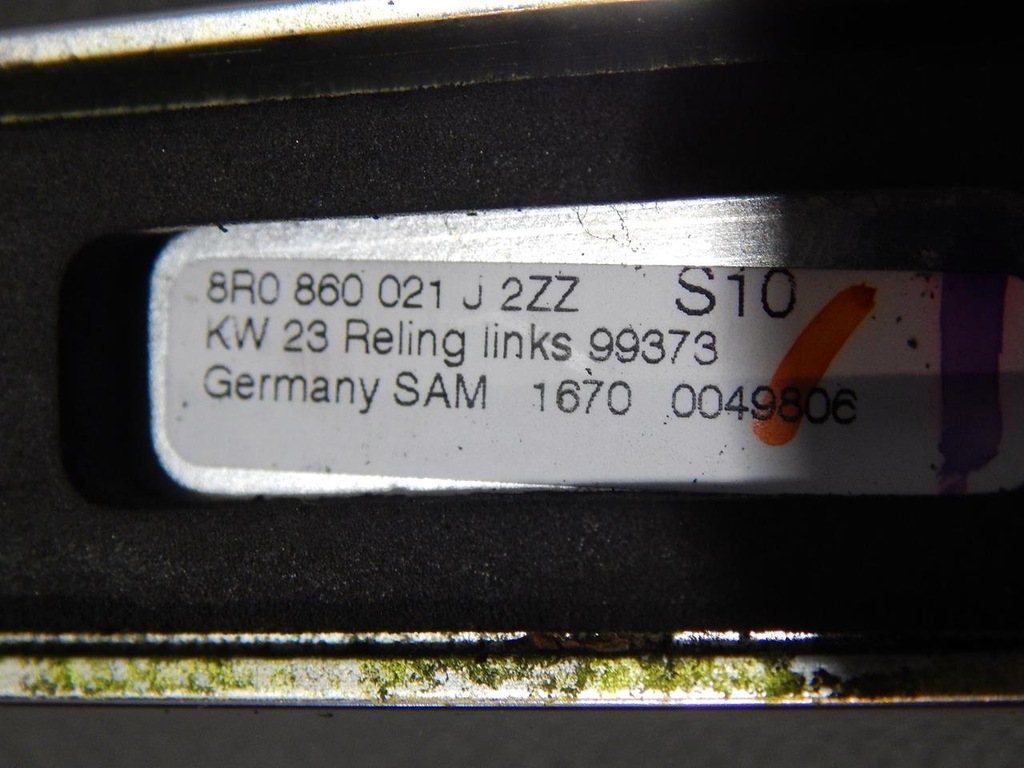 8R0 860 021 J 2ZZ S10
KW 23 Reling links 99373
Germany SAM 1670 0049806